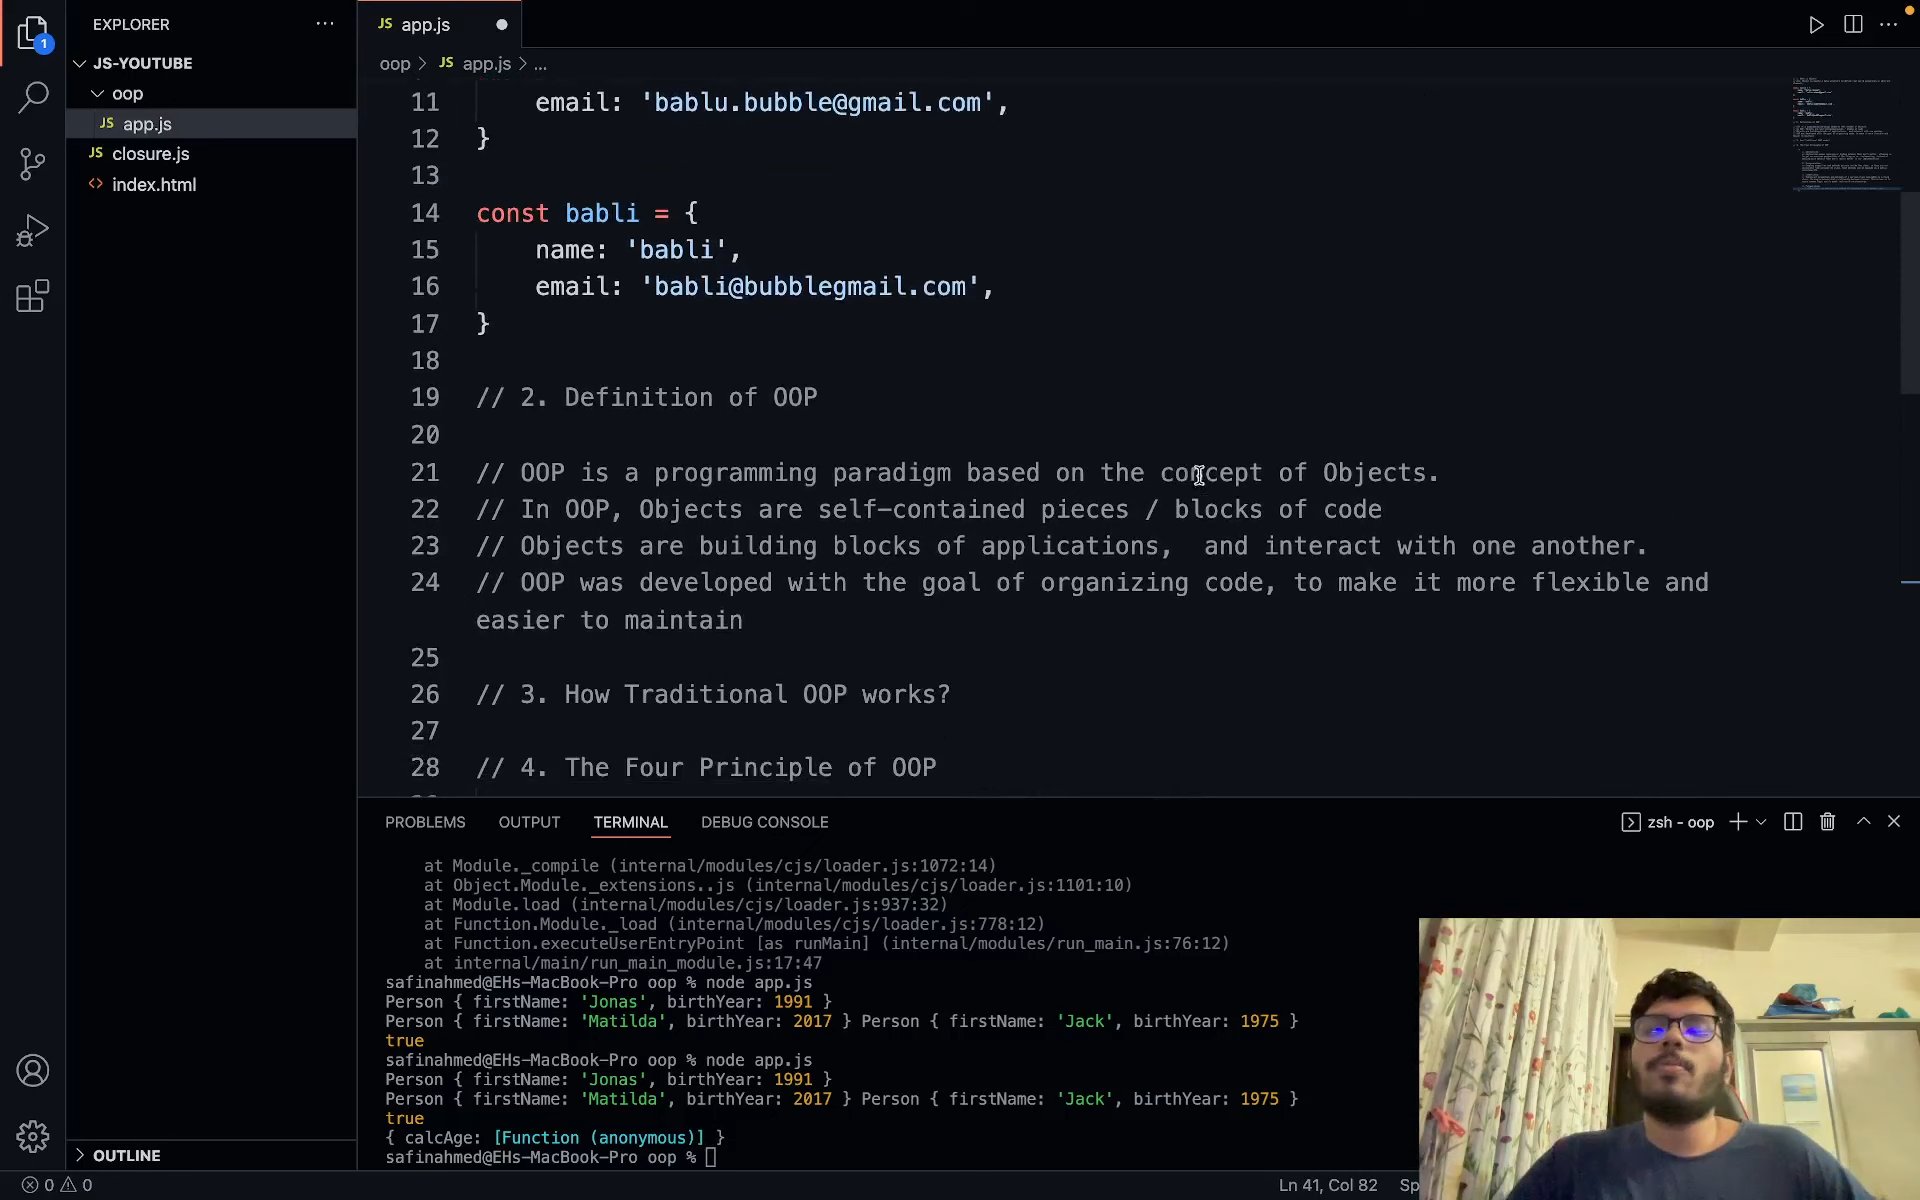 EXPLORER
JS-YOUTUBE
oop
JS app.js
JS closure.js
<> index.html
OUTLINE
1
JS app.js
oop > JS app.js > ...
11 email: 'bablu.bubble@gmail.com',
12 }
13
14 const babli = {
15 name: 'babli',
16 email: 'babli@bubblegmail.com',
17 }
18
19 // 2. Definition of OOP
20
21 // OOP is a programming paradigm based on the concept of Objects.
22 // In OOP, Objects are self-contained pieces / blocks of code
23 // Objects are building blocks of applications,  and interact with one another.
24 // OOP was developed with the goal of organizing code, to make it more flexible and
easier to maintain
25
26 // 3. How Traditional OOP works?
27
28 // 4. The Four Principle of OOP
PROBLEMS OUTPUT TERMINAL DEBUG CONSOLE
zsh - oop
at Module._compile (internal/modules/cjs/loader.js:1072:14)
at Object.Module._extensions..js (internal/modules/cjs/loader.js:1101:10)
at Module.load (internal/modules/cjs/loader.js:937:32)
at Function.Module._load (internal/modules/cjs/loader.js:778:12)
at Function.executeUserEntryPoint [as runMain] (internal/modules/run_main.js:76:12)
at internal/main/run_main_module.js:17:47
safinahmed@EHs-MacBook-Pro oop % node app.js
Person { firstName: 'Jonas', birthYear: 1991 }
Person { firstName: 'Matilda', birthYear: 2017 } Person { firstName: 'Jack', birthYear: 1975 }
true
safinahmed@EHs-MacBook-Pro oop % node app.js
Person { firstName: 'Jonas', birthYear: 1991 }
Person { firstName: 'Matilda', birthYear: 2017 } Person { firstName: 'Jack', birthYear: 1975 }
true
{ calcAge: [Function (anonymous)] }
safinahmed@EHs-MacBook-Pro oop %
0 0
Ln 41, Col 82 Sp